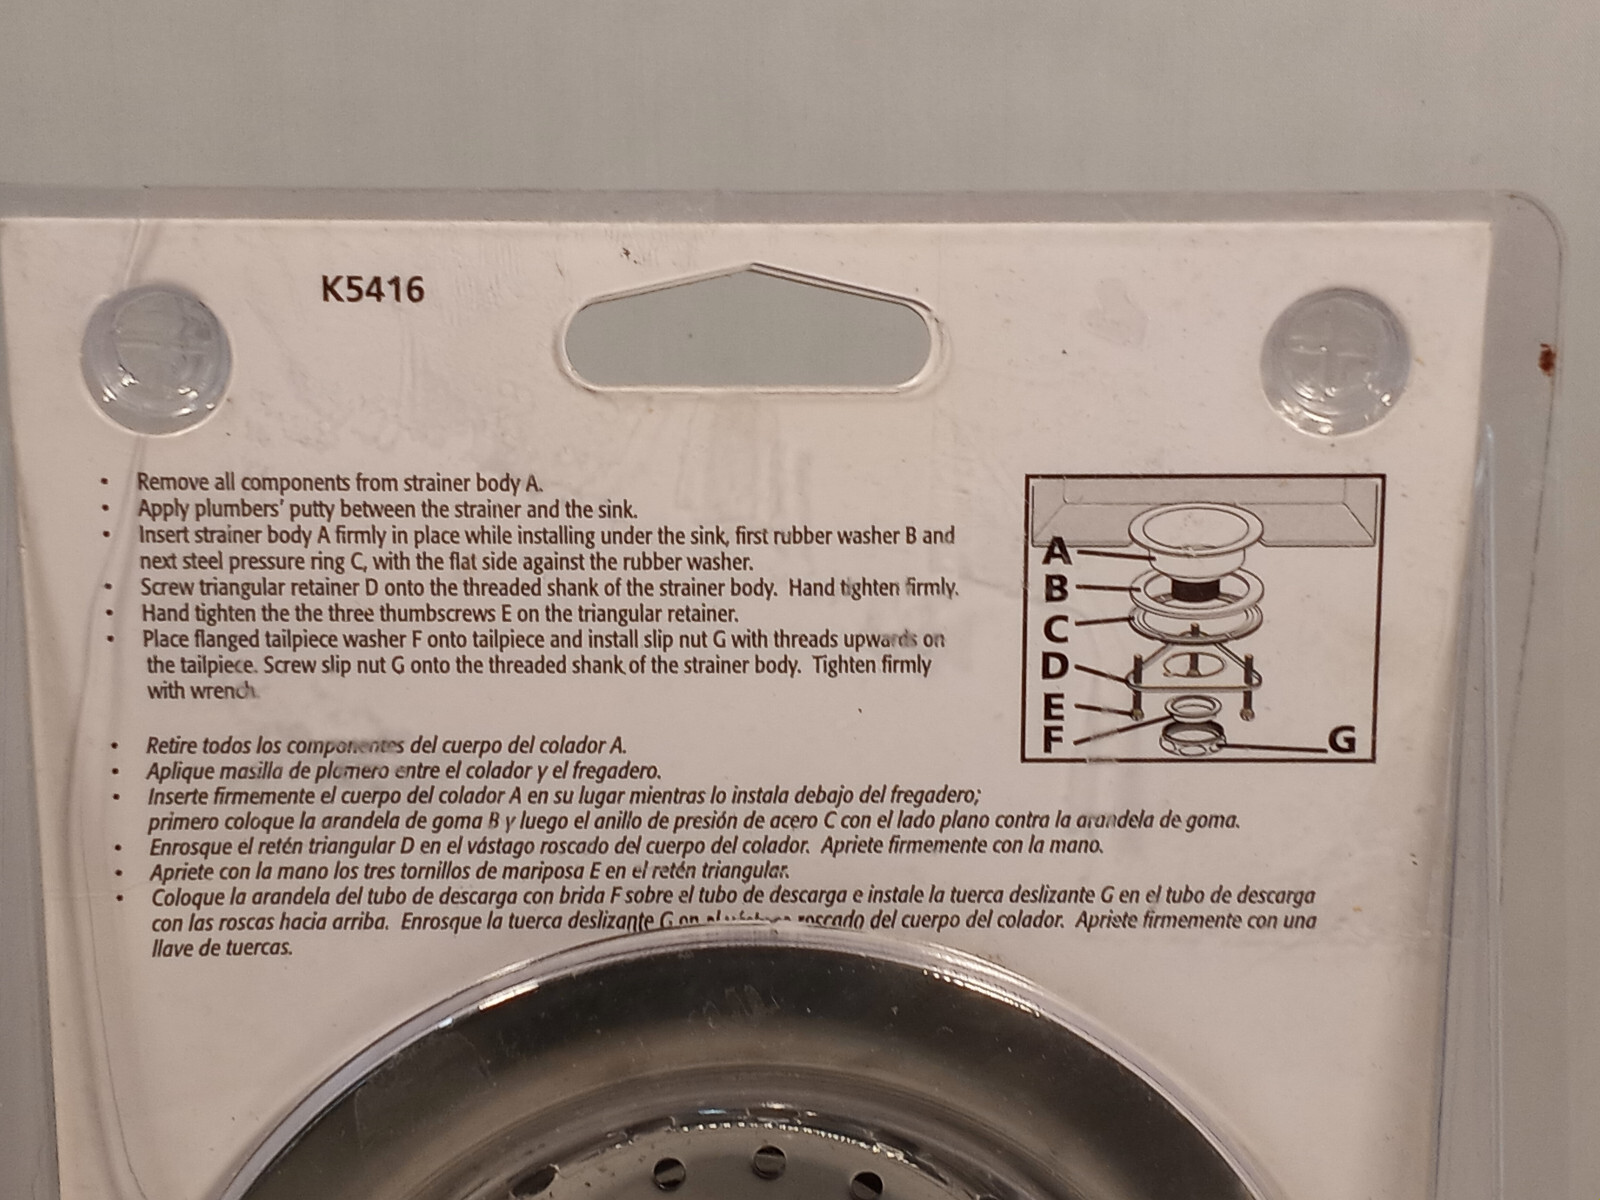 K5416
• Remove all components from strainer body A.
• Apply plumbers' putty between the strainer and the sink.
• Insert strainer body A firmly in place while installing under the sink, first rubber washer B and
next steel pressure ring C, with the flat side against the rubber washer.
• Screw triangular retainer D onto the threaded shank of the strainer body. Hand tighten firmly.
• Hand tighten the the three thumbscrews E on the triangular retainer.
• Place flanged tailpiece washer F onto tailpiece and install slip nut G with threads upwards on
the tailpiece. Screw slip nut G onto the threaded shank of the strainer body. Tighten firmly
with wrench.
• Retire todos los componentes del cuerpo del colador A.
• Aplique masilla de plomero entre el colador y el fregadero.
• Inserte firmemente el cuerpo del colador A en su lugar mientras lo instala debajo del fregadero;
primero coloque la arandela de goma B y luego el anillo de presión de acero C con el lado plano contra la arandela de goma.
• Enrosque el retén triangular D en el vástago roscado del cuerpo del colador. Apriete firmemente con la mano.
• Apriete con la mano los tres tornillos de mariposa E en el retén triangular.
• Coloque la arandela del tubo de descarga con brida F sobre el tubo de descarga e instale la tuerca deslizante G en el tubo de descarga
con las roscas hacia arriba. Enrosque la tuerca deslizante G en el roscado del cuerpo del colador. Apriete firmemente con una
llave de tuercas.
A
B
C
D
E
F
G